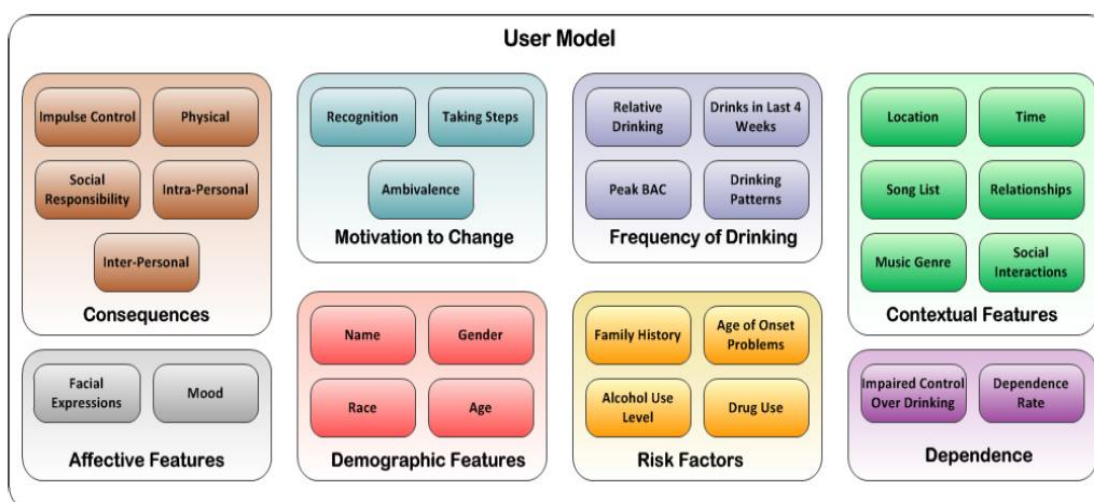 User Model
Impulse Control
Physical
Social
Responsibility
Intra-Personal
Inter-Personal
Consequences
Recognition
Taking Steps
Ambivalence
Motivation to Change
Relative
Drinking
Drinks in Last 4
Weeks
Peak BAC
Drinking
Patterns
Frequency of Drinking
Location
Time
Song List
Relationships
Music Genre
Social
Interactions
Contextual Features
Facial
Expressions
Mood
Affective Features
Name
Gender
Race
Age
Demographic Features
Family History
Age of Onset
Problems
Alcohol Use
Level
Drug Use
Risk Factors
Impaired Control
Over Drinking
Dependence
Rate
Dependence